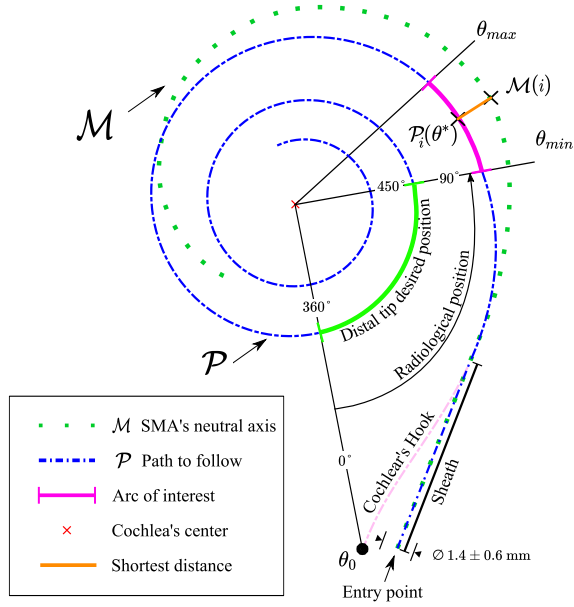 θmax
M(i)
M
Pᵢ(θ*)
θmin
450°
90°
Distal tip desired position
Radiological position
360°
P
0°
Cochlear's Hook
Sheath
M SMA's neutral axis
P Path to follow
Arc of interest
Cochlea's center
Shortest distance
θ₀
∅ 1.4 ± 0.6 mm
Entry point